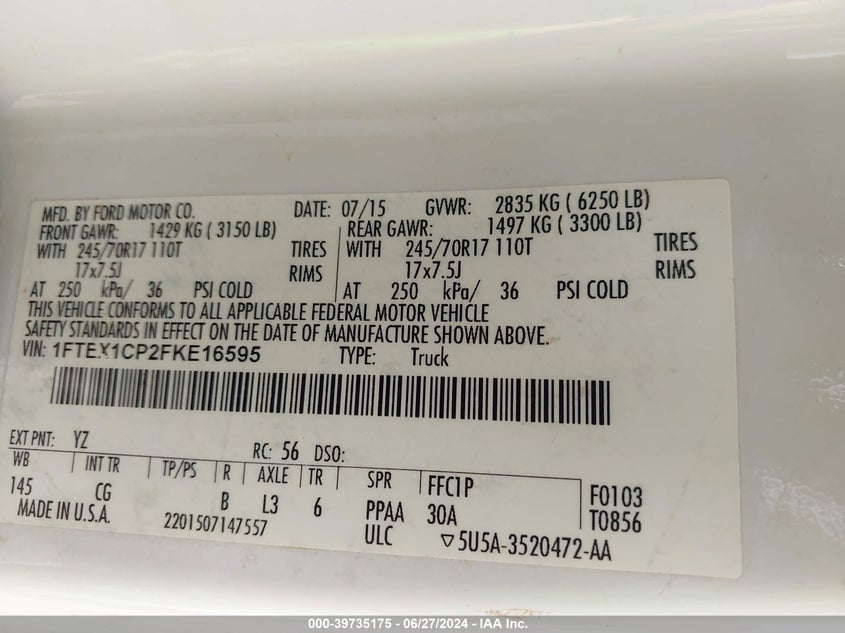 MFD. BY FORD MOTOR CO. DATE: 07/15 GVWR: 2835 KG ( 6250 LB)
FRONT GAWR: 1429 KG ( 3150 LB) REAR GAWR: 1497 KG ( 3300 LB)
WITH 245/70R17 110T TIRES WITH 245/70R17 110T TIRES
17x7.5J RIMS 17x7.5J RIMS
AT 250 kPa/ 36 PSI COLD AT 250 kPa/ 36 PSI COLD
THIS VEHICLE CONFORMS TO ALL APPLICABLE FEDERAL MOTOR VEHICLE
SAFETY STANDARDS IN EFFECT ON THE DATE OF MANUFACTURE SHOWN ABOVE.
VIN: 1FTEX1CP2FKE16595 TYPE: Truck
EXT PNT: YZ RC: 56 DSO:
WB INT TR TP/PS R AXLE TR SPR FFC1P F0103
145 CG B L3 6 PPAA 30A T0856
MADE IN U.S.A. 2201507147557 ULC ▽5U5A-3520472-AA
000-39735175 - 06/27/2024 - IAA Inc.